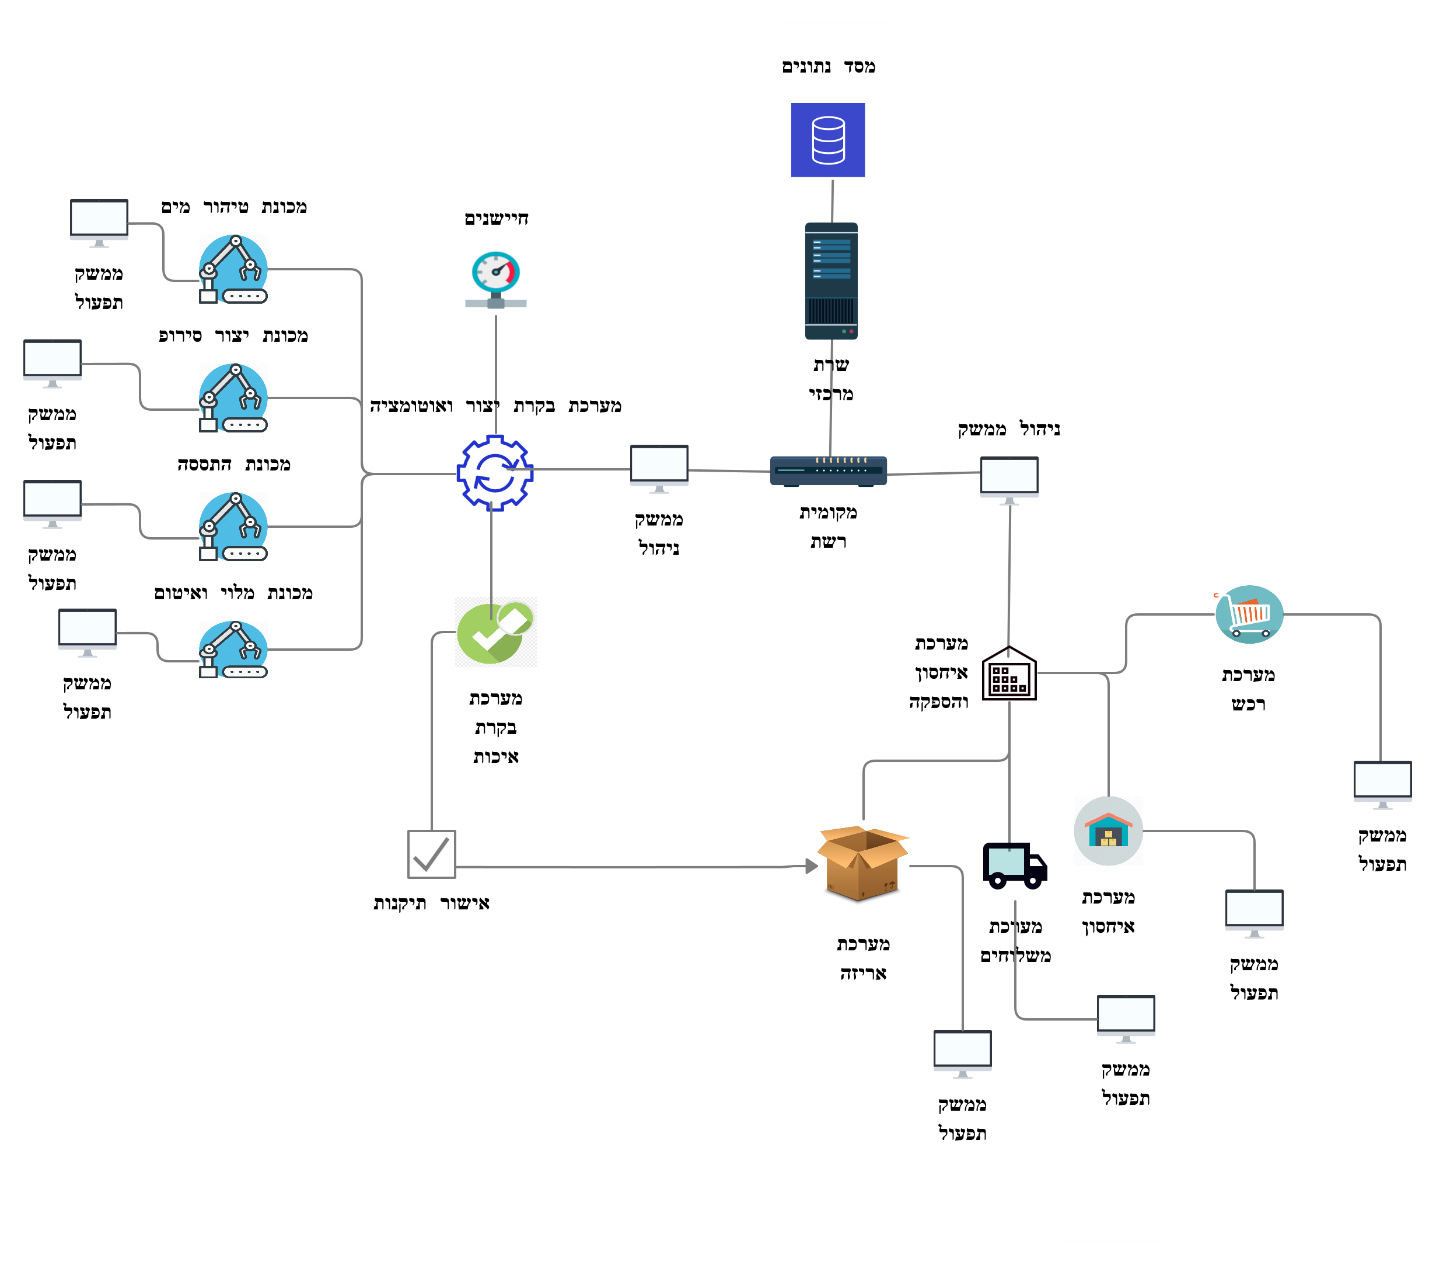 מסד נתונים
מכונת טיהור מים
חיישנים
ממשק
תפעול
מכונת יצור סירופ
שרת
מרכזי
ממשק
תפעול
מערכת בקרת יצור ואוטומציה
ניהול ממשק
מכונת התססה
ממשק
ניהול
מקומית
רשת
ממשק
תפעול
מכונת מלוי ואיטום
מערכת
איחסון
והספקה
מערכת
רכש
ממשק
תפעול
מערכת
בקרת
איכות
ממשק
תפעול
אישור תיקנות
מערכת
איחסון
מערכת
משלוחים
מערכת
אריזה
ממשק
תפעול
ממשק
תפעול
ממשק
תפעול